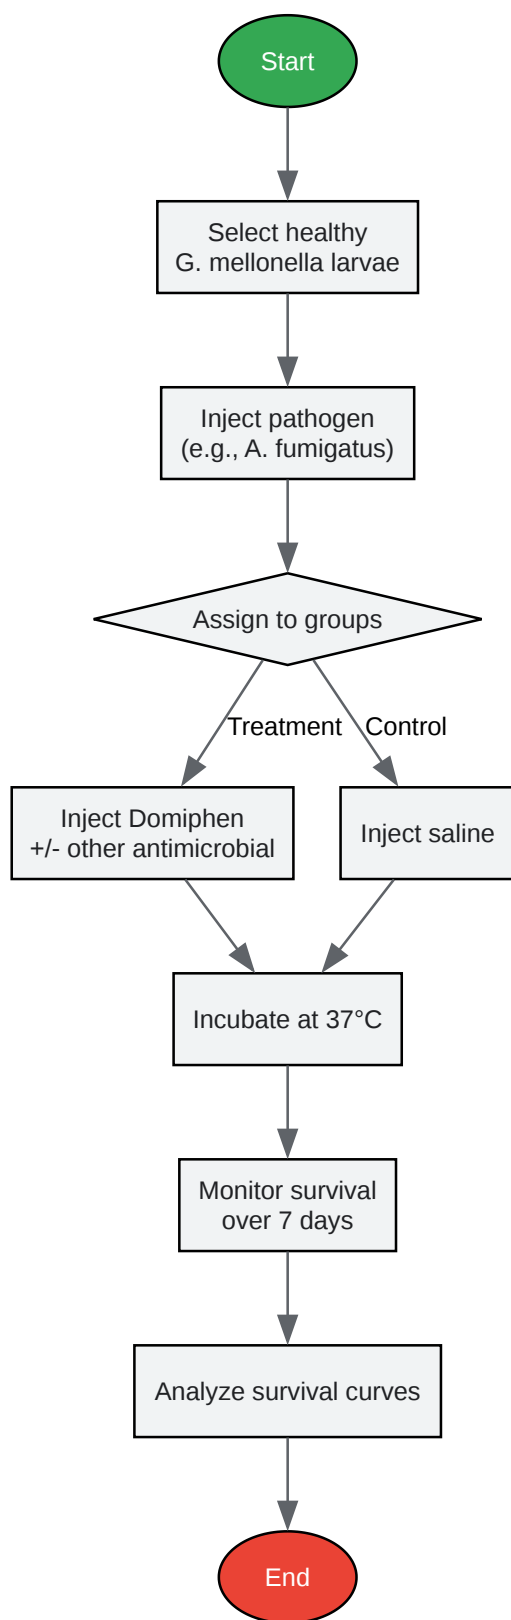 Start
Select healthy
G. mellonella larvae
Inject pathogen
(e.g., A. fumigatus)
Assign to groups
Treatment
Control
Inject Domiphen
+/- other antimicrobial
Inject saline
Incubate at 37°C
Monitor survival
over 7 days
Analyze survival curves
End